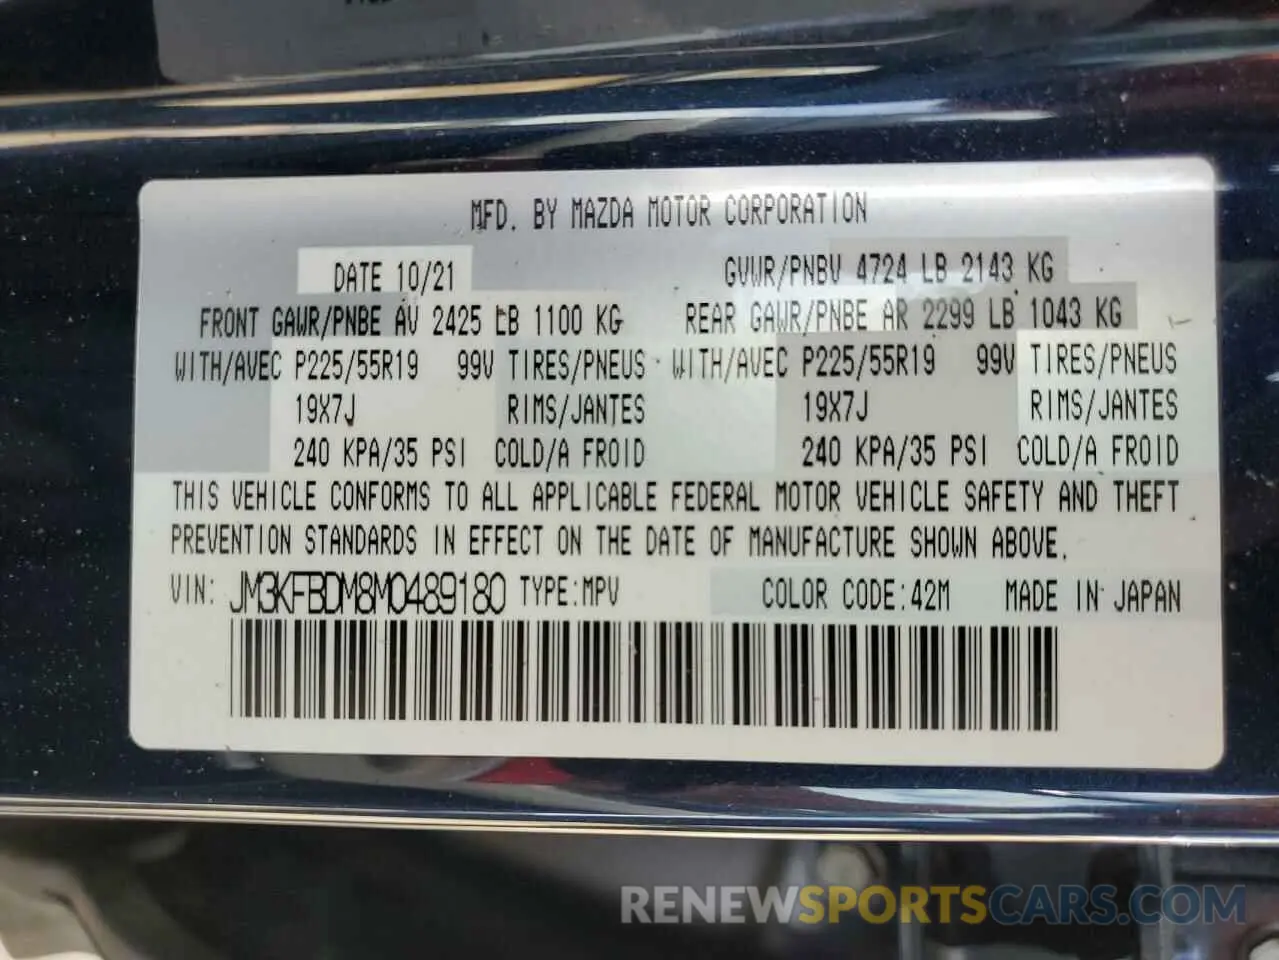 MFD. BY MAZDA MOTOR CORPORATION
DATE 10/21 GVWR/PNBV 4724 LB 2143 KG
FRONT GAWR/PNBE AV 2425 LB 1100 KG REAR GAWR/PNBE AR 2299 LB 1043 KG
WITH/AVEC P225/55R19 99V TIRES/PNEUS WITH/AVEC P225/55R19 99V TIRES/PNEUS
19X7J RIMS/JANTES 19X7J RIMS/JANTES
240 KPA/35 PSI COLD/A FROID 240 KPA/35 PSI COLD/A FROID
THIS VEHICLE CONFORMS TO ALL APPLICABLE FEDERAL MOTOR VEHICLE SAFETY AND THEFT
PREVENTION STANDARDS IN EFFECT ON THE DATE OF MANUFACTURE SHOWN ABOVE.
VIN: JM3KFBDM8M0489180 TYPE:MPV COLOR CODE:42M MADE IN JAPAN
RENEWSPORTSCARS.COM